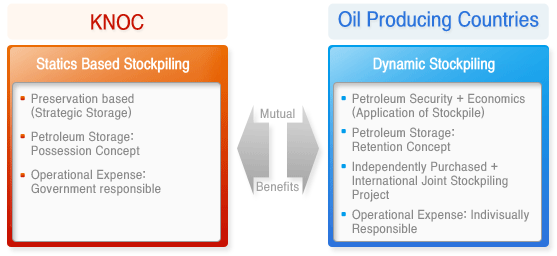 KNOC
Statics Based Stockpiling
Preservation based
(Strategic Storage)
Petroleum Storage:
Possession Concept
Operational Expense:
Government responsible
Mutual
Benefits
Oil Producing Countries
Dynamic Stockpiling
Petroleum Security + Economics
(Application of Stockpile)
Petroleum Storage:
Retention Concept
Independently Purchased +
International Joint Stockpiling
Project
Operational Expense: Indivisually
Responsible